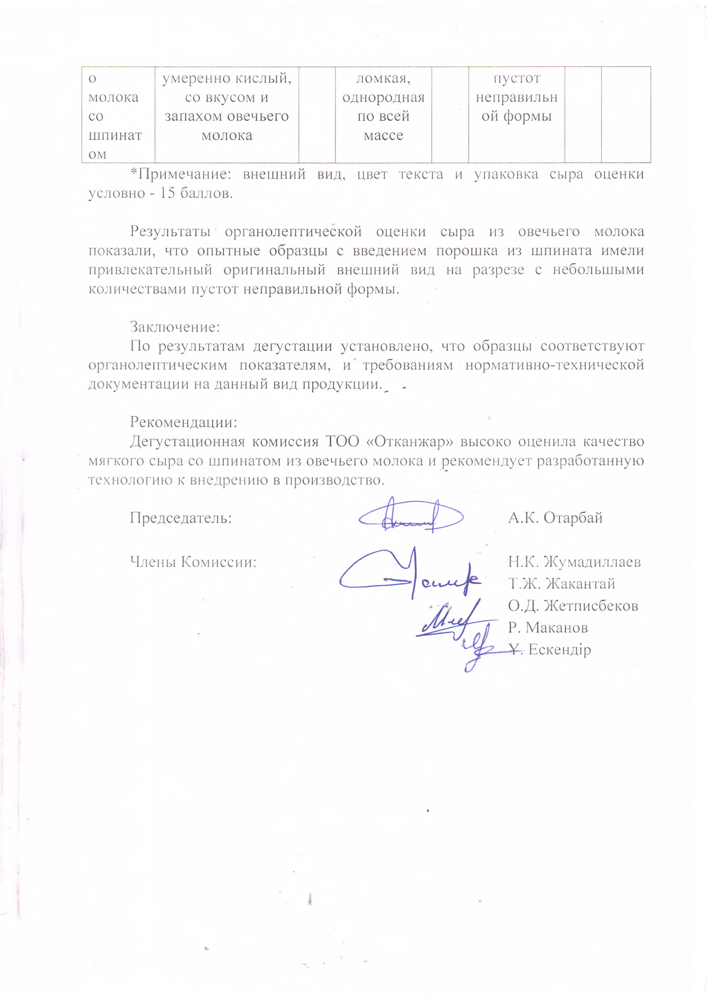 о умеренно кислый, ломкая, пустот
молока со вкусом и однородная неправильн
со запахом овечьего по всей ой формы
шпинат молока массе
ом
*Примечание: внешний вид, цвет текста и упаковка сыра оценки
условно - 15 баллов.
Результаты органолептической оценки сыра из овечьего молока
показали, что опытные образцы с введением порошка из шпината имели
привлекательный оригинальный внешний вид на разрезе с небольшыми
количествами пустот неправильной формы.
Заключение:
По результатам дегустации установлено, что образцы соответствуют
органолептическим показателям, и требованиям нормативно-технической
документации на данный вид продукции.
Рекомендации:
Дегустационная комиссия ТОО «Отканжар» высоко оценила качество
мягкого сыра со шпинатом из овечьего молока и рекомендует разработанную
технологию к внедрению в производство.
Председатель: А.К. Отарбай
Члены Комиссии: Н.К. Жумадиллаев
Т.Ж. Жакантай
О.Д. Жетписбеков
Р. Маканов
Ұ. Ескендір